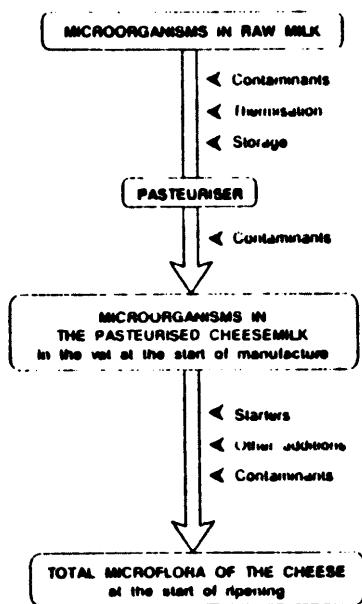 MICROORGANISMS IN RAW MILK
Contaminants
Thermisation
Storage
PASTEURISER
Contaminants
MICROORGANISMS IN
THE PASTEURISED CHEESEMILK
in the vat at the start of manufacture
Starters
Other additions
Contaminants
TOTAL MICROFLORA OF THE CHEESE
at the start of ripening